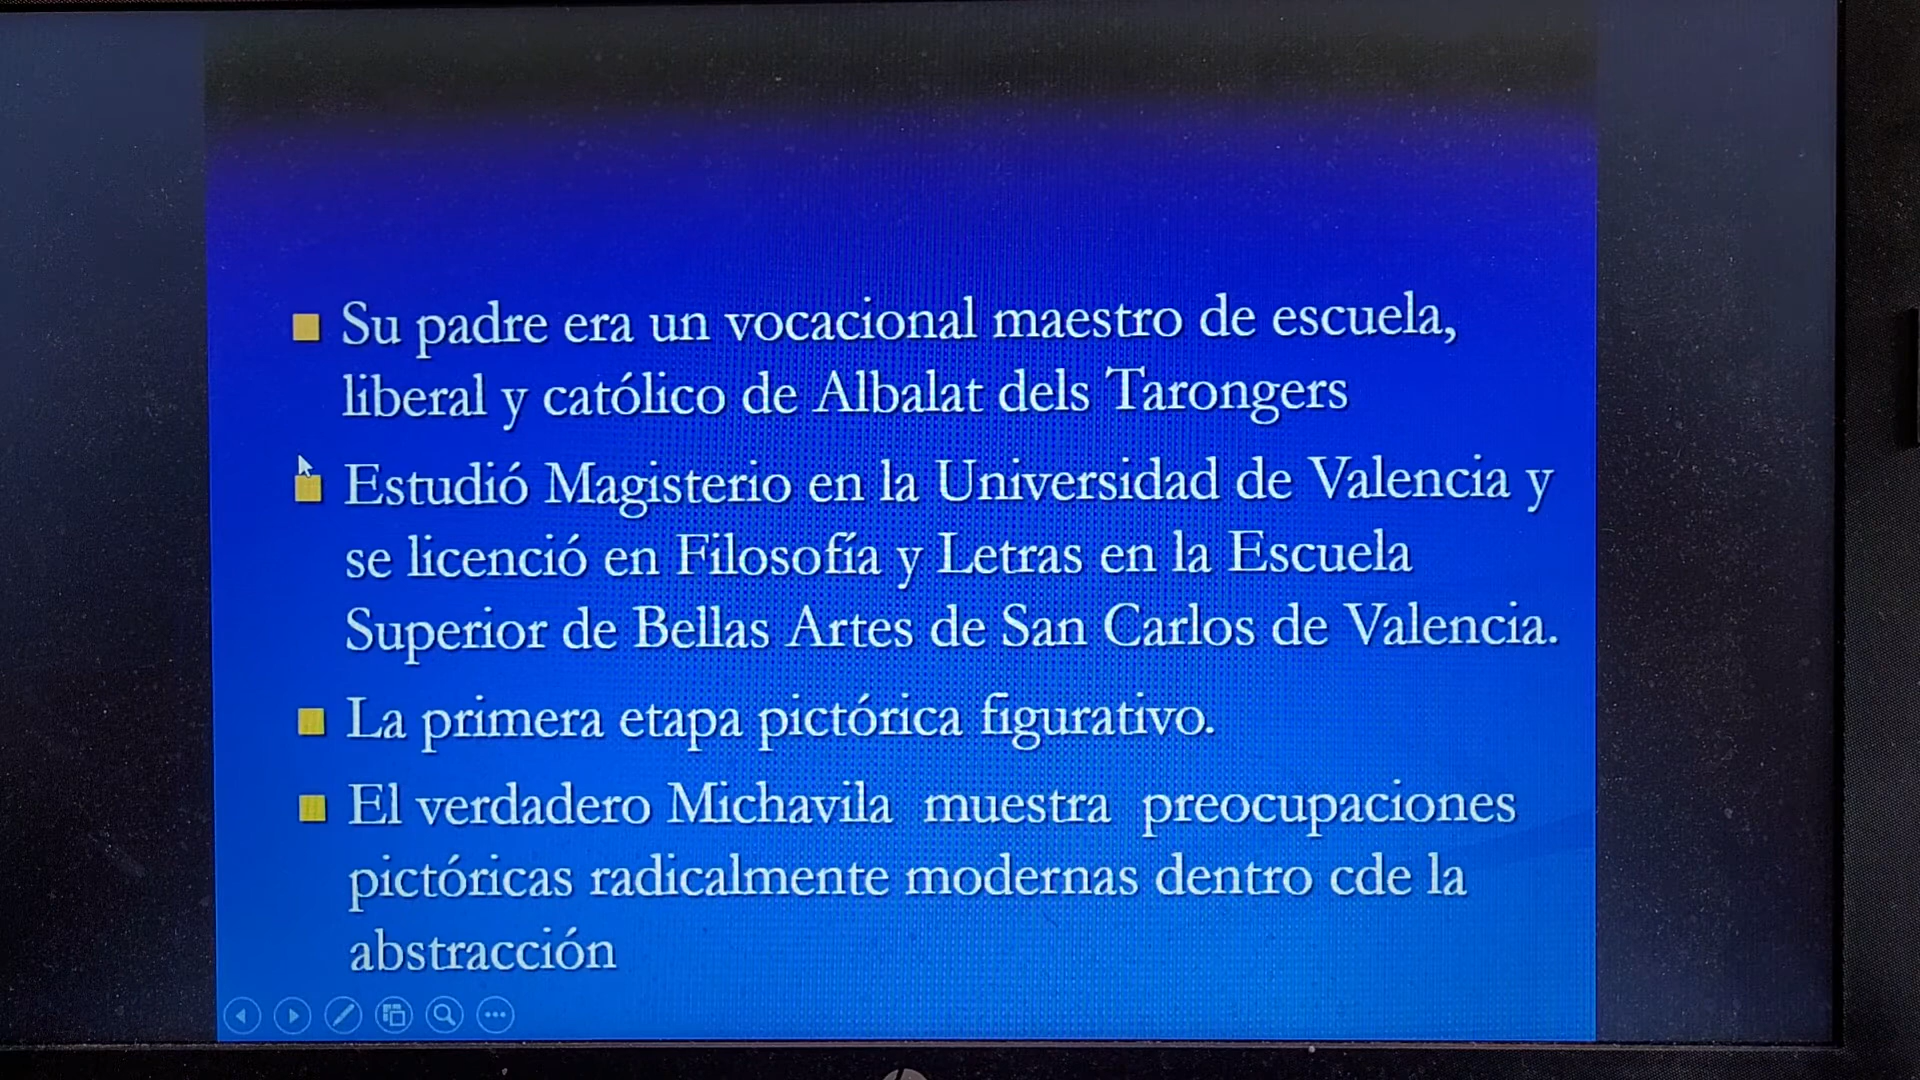 Su padre era un vocacional maestro de escuela,
liberal y católico de Albalat dels Tarongers
Estudió Magisterio en la Universidad de Valencia y
se licenció en Filosofía y Letras en la Escuela
Superior de Bellas Artes de San Carlos de Valencia.
La primera etapa pictórica figurativo.
El verdadero Michavila muestra preocupaciones
pictóricas radicalmente modernas dentro cde la
abstracción